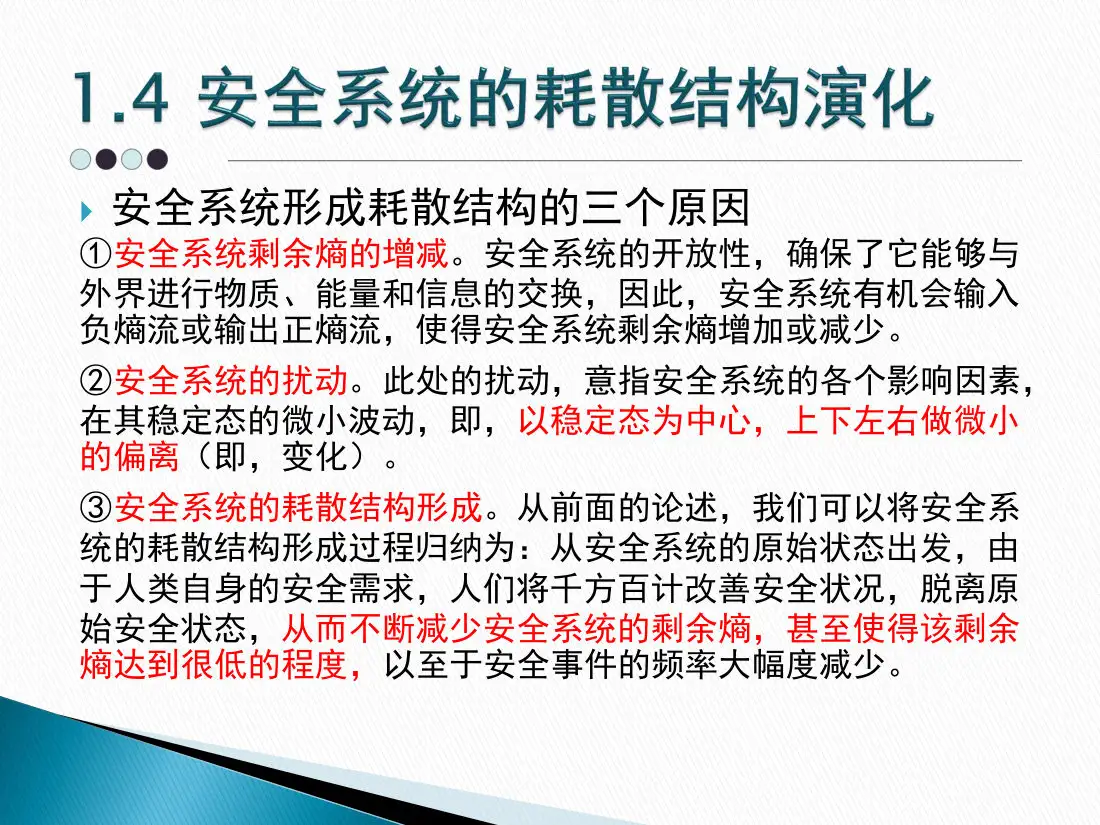 1.4 安全系统的耗散结构演化
安全系统形成耗散结构的三个原因
①安全系统剩余熵的增减。安全系统的开放性，确保了它能够与
外界进行物质、能量和信息的交换，因此，安全系统有机会输入
负熵流或输出正熵流，使得安全系统剩余熵增加或减少。
②安全系统的扰动。此处的扰动，意指安全系统的各个影响因素，
在其稳定态的微小波动，即，以稳定态为中心，上下左右做微小
的偏离（即，变化）。
③安全系统的耗散结构形成。从前面的论述，我们可以将安全系
统的耗散结构形成过程归纳为：从安全系统的原始状态出发，由
于人类自身的安全需求，人们将千方百计改善安全状况，脱离原
始安全状态，从而不断减少安全系统的剩余熵，甚至使得该剩余
熵达到很低的程度，以至于安全事件的频率大幅度减少。